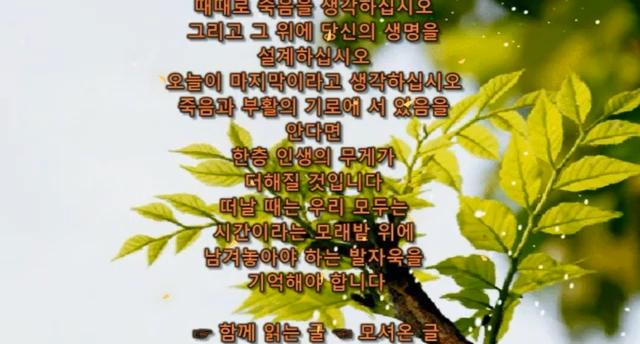 때때로 죽음을 생각하십시오
그리고 그 위에 당신의 생명을
설계하십시오
오늘이 마지막이라고 생각하십시오
죽음과 부활의 기로에 서 있음을
안다면
한층 인생의 무게가
더해질 것입니다
떠날 때는 우리 모두는
시간이라는 모래밭 위에
남겨놓아야 하는 발자욱을
기억해야 합니다
☞ 함께 읽는 글 ☜ 모셔온 글